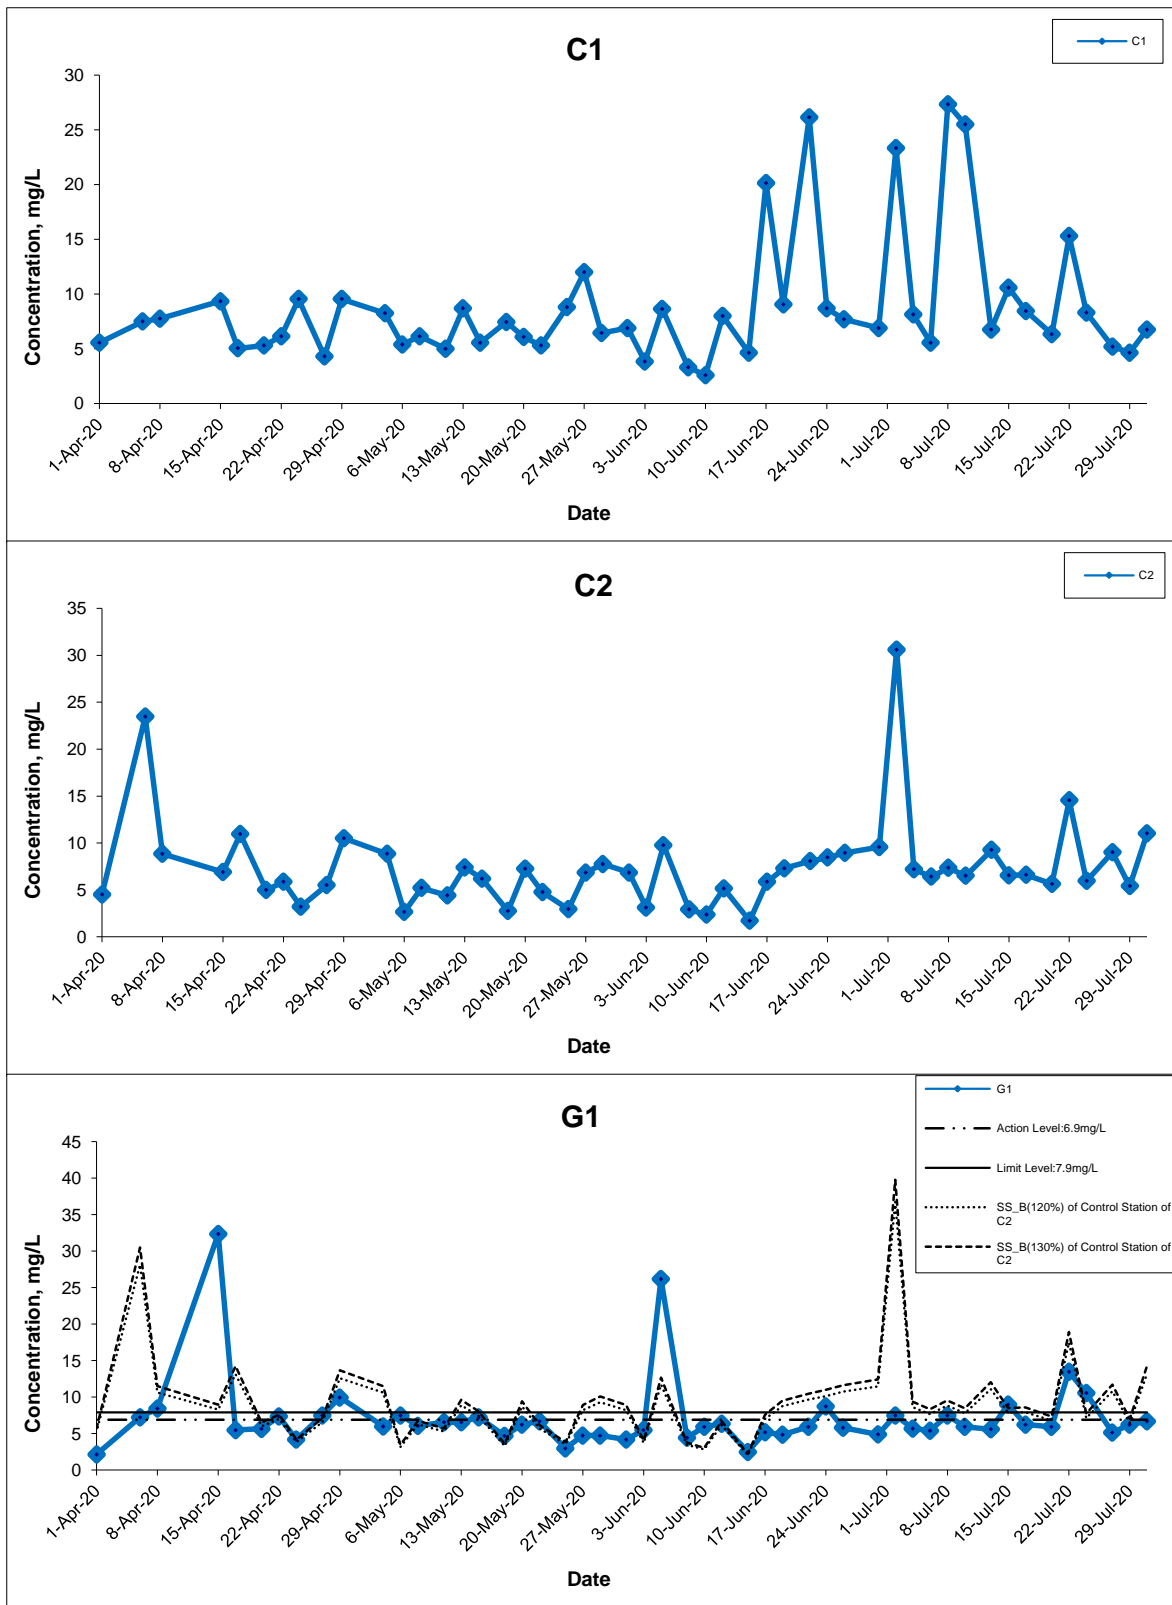 C1
C1
Concentration, mg/L
30
25
20
15
10
5
0
1-Apr-20
8-Apr-20
15-Apr-20
22-Apr-20
29-Apr-20
6-May-20
13-May-20
20-May-20
27-May-20
3-Jun-20
10-Jun-20
17-Jun-20
24-Jun-20
1-Jul-20
8-Jul-20
15-Jul-20
22-Jul-20
29-Jul-20
Date
C2
C2
Concentration, mg/L
35
30
25
20
15
10
5
0
1-Apr-20
8-Apr-20
15-Apr-20
22-Apr-20
29-Apr-20
6-May-20
13-May-20
20-May-20
27-May-20
3-Jun-20
10-Jun-20
17-Jun-20
24-Jun-20
1-Jul-20
8-Jul-20
15-Jul-20
22-Jul-20
29-Jul-20
Date
G1
G1
Action Level:6.9mg/L
Limit Level:7.9mg/L
SS_B(120%) of Control Station of
C2
SS_B(130%) of Control Station of
C2
Concentration, mg/L
45
40
35
30
25
20
15
10
5
0
1-Apr-20
8-Apr-20
15-Apr-20
22-Apr-20
29-Apr-20
6-May-20
13-May-20
20-May-20
27-May-20
3-Jun-20
10-Jun-20
17-Jun-20
24-Jun-20
1-Jul-20
8-Jul-20
15-Jul-20
22-Jul-20
29-Jul-20
Date